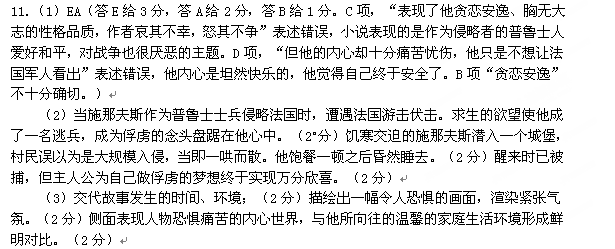 11.（1）EA（答 E 给 3 分，答 A 给 2 分，答 B 给 1 分。C 项，“表现了他贪恋安逸、胸无大
志的性格品质，作者哀其不幸，怒其不争”表述错误，小说表现的是作为侵略者的普鲁士人
爱好和平，对战争也很厌恶的主题。D 项，“但他的内心却十分痛苦忧伤，他只是不想让法
国军人看出”表述错误，他内心是坦然快乐的，他觉得自己终于安全了。B 项“贪恋安逸”
不十分确切。）
（2）当施那夫斯作为普鲁士士兵侵略法国时，遭遇法国游击伏击。求生的欲望使他成
了一名逃兵，成为俘虏的念头盘踞在他心中。（2分）饥寒交迫的施那夫斯潜入一个城堡，
村民误以为是大规模入侵，当即一哄而散。他饱餐一顿之后昏然睡去。（2 分）醒来时已被
捕，但主人公为自己做俘虏的梦想终于实现万分欣喜。（2 分）
（3）交代故事发生的时间、环境；（2 分）描绘出一幅令人恐惧的画面，渲染紧张气
氛。（2 分）侧面表现人物恐惧痛苦的内心世界，与他所向往的温馨的家庭生活环境形成鲜
明对比。（2 分）